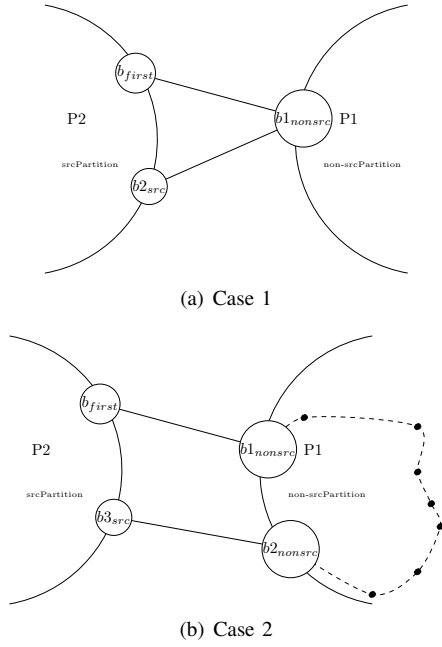 b_first
P2
b1_nonsrc
P1
srcPartition
non-srcPartition
b2_src
(a) Case 1
b_first
P2
b1_nonsrc
P1
srcPartition
non-srcPartition
b3_src
b2_nonsrc
(b) Case 2